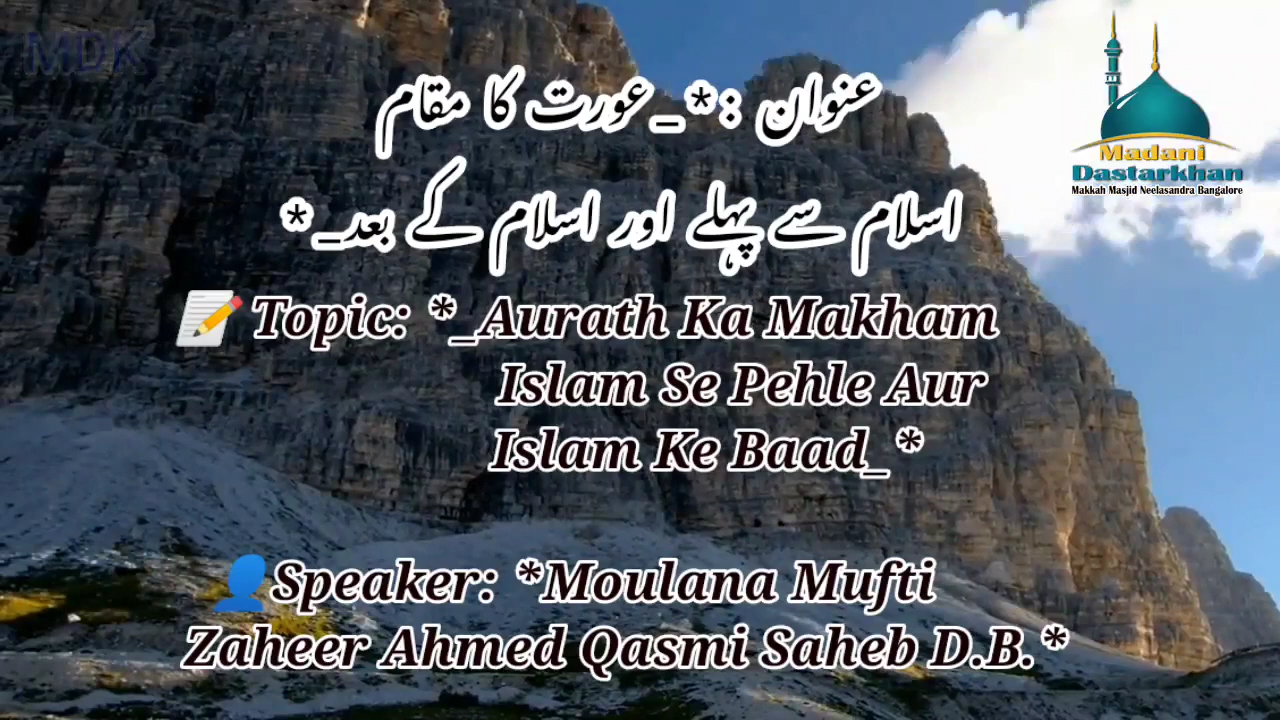 MDK
عنوان :*_عورت کا مقام
اسلام سے پہلے اور اسلام کے بعد_*
Madani
Dastarkhan
Makkah Masjid Neelasandra Bangalore
📝 Topic: *_Aurath Ka Makham
Islam Se Pehle Aur
Islam Ke Baad_*
👤Speaker: *Moulana Mufti
Zaheer Ahmed Qasmi Saheb D.B.*